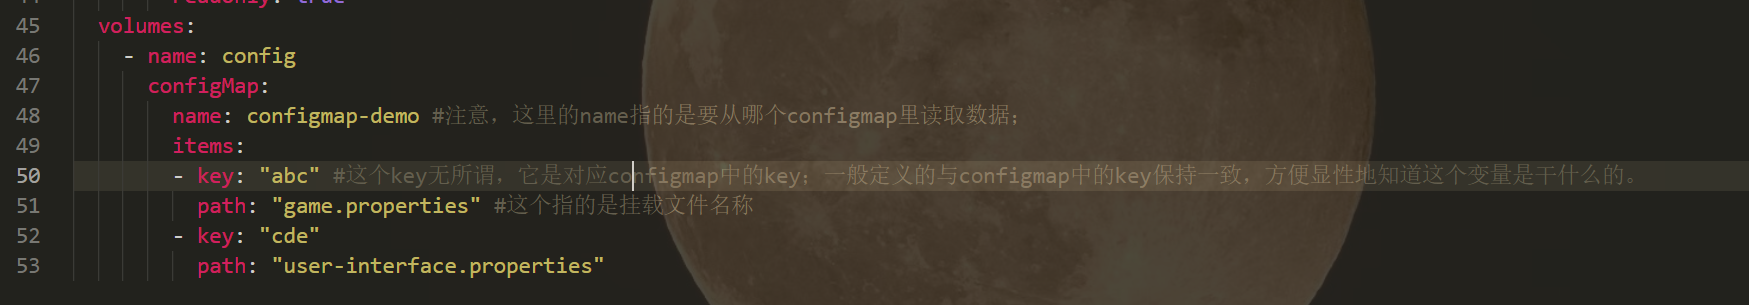 readOnly: true
45 volumes:
46 - name: config
47 configMap:
48 name: configmap-demo #注意，这里的name指的是要从哪个configmap里读取数据；
49 items:
50 - key: "abc" #这个key无所谓，它是对应configmap中的key；一般定义的与configmap中的key保持一致，方便显性地知道这个变量是干什么的。
51 path: "game.properties" #这个指的是挂载文件名称
52 - key: "cde"
53 path: "user-interface.properties"